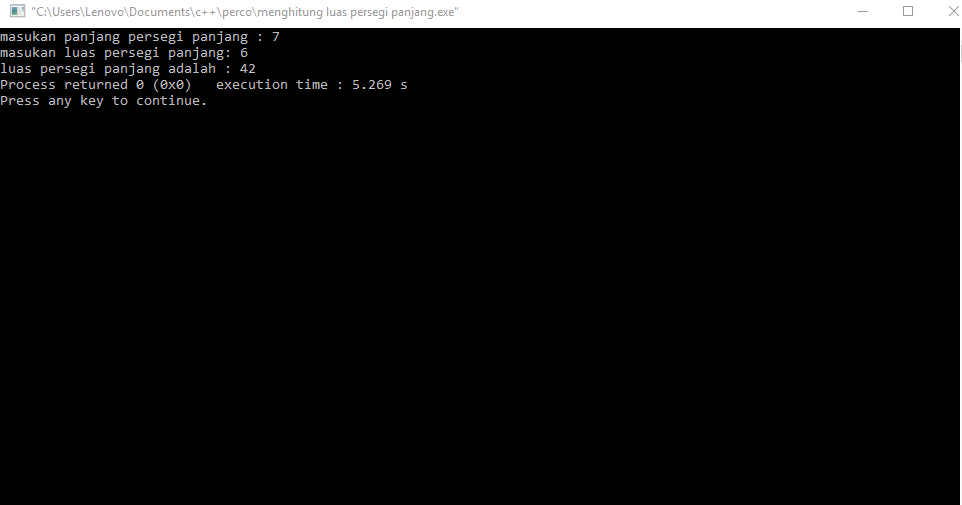 "C:\Users\Lenovo\Documents\c++\perco\menghitung luas persegi panjang.exe"
masukan panjang persegi panjang : 7
masukan luas persegi panjang: 6
luas persegi panjang adalah : 42
Process returned 0 (0x0)   execution time : 5.269 s
Press any key to continue.